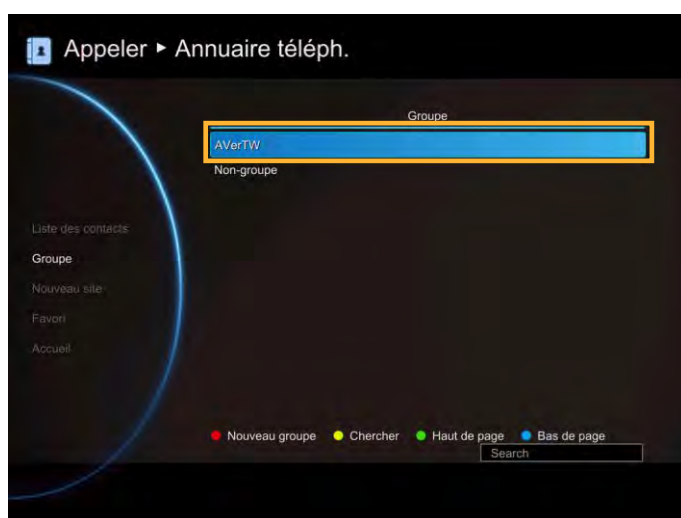 Appeler ▸ Annuaire téléph.
Groupe
AVerTW
Non-groupe
Liste des contacts
Groupe
Nouveau site
Favori
Accueil
Nouveau groupe Chercher Haut de page Bas de page
Search